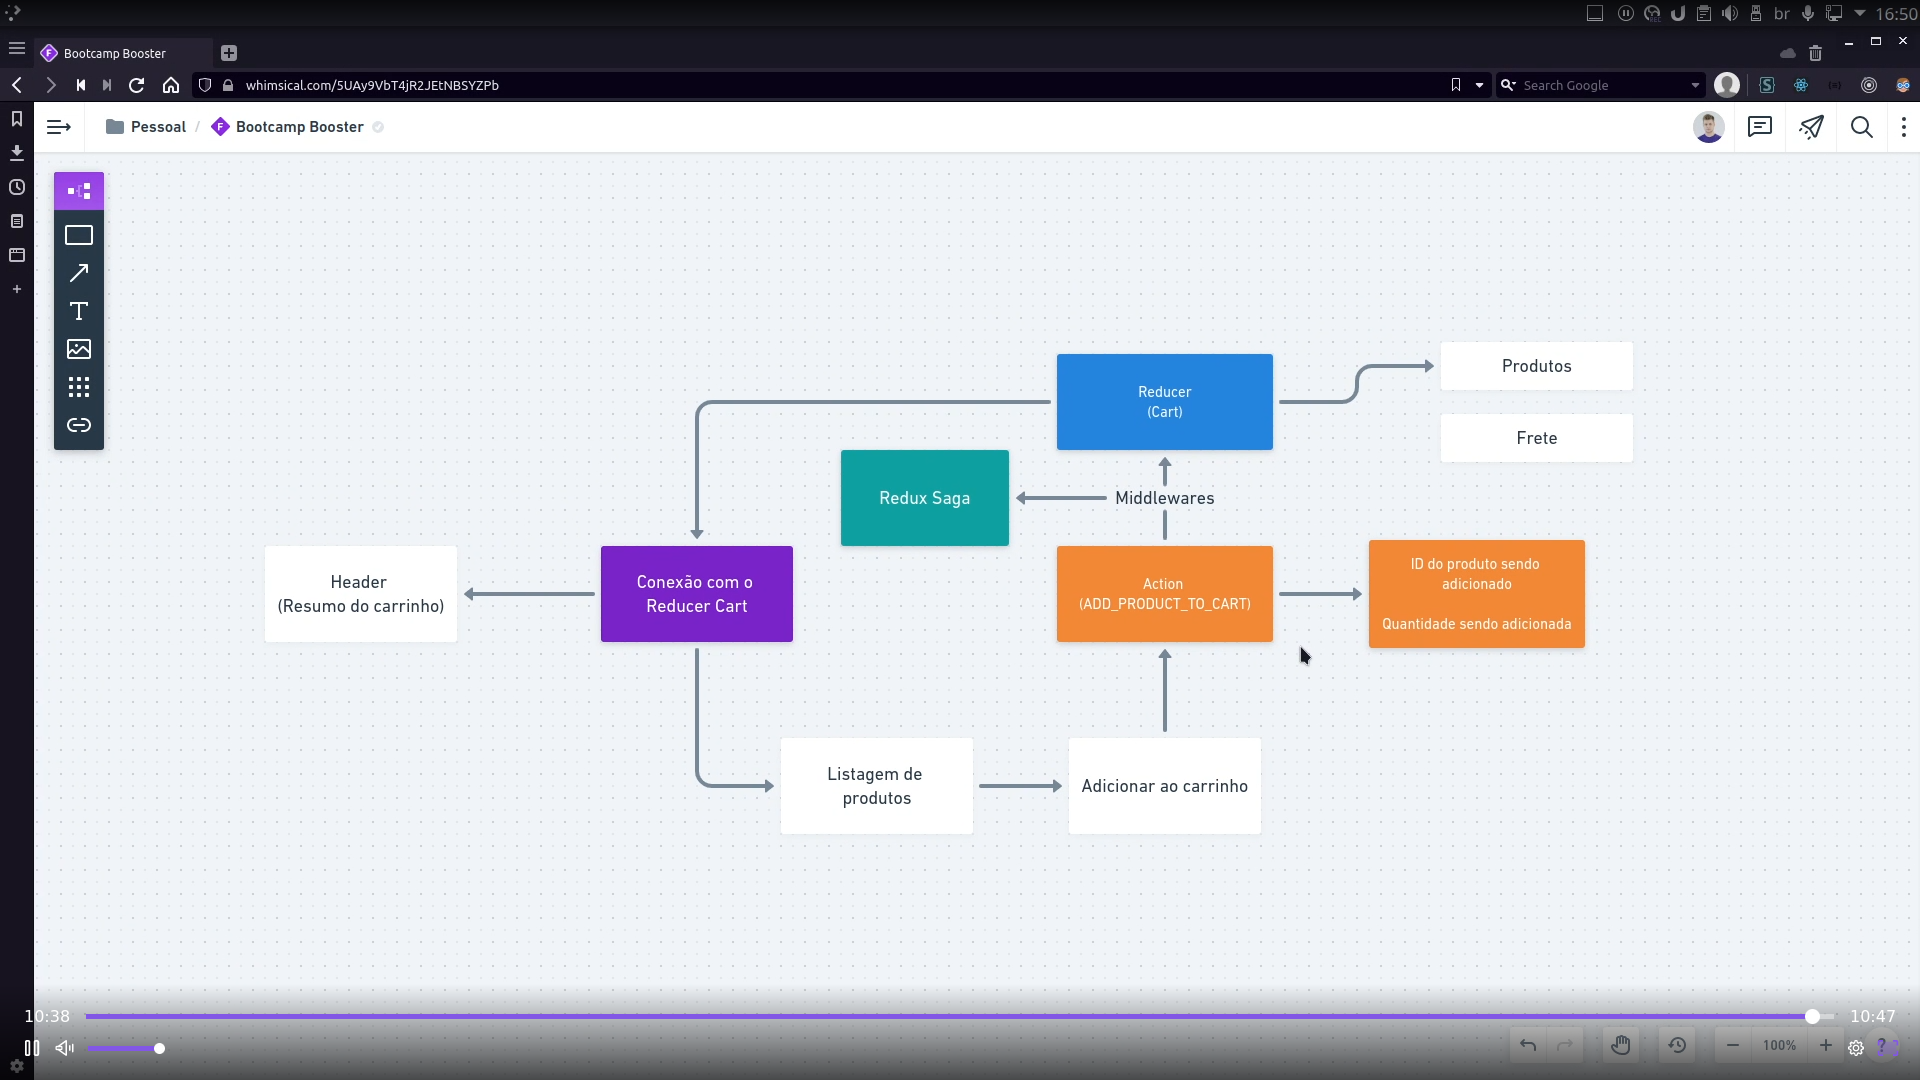 br
16:50
Bootcamp Booster
whimsical.com/5UAy9VbT4jR2JEtNBSYZPb
Search Google
Pessoal / Bootcamp Booster
Reducer
(Cart)
Produtos
Frete
Redux Saga
Middlewares
Header
(Resumo do carrinho)
Conexão com o
Reducer Cart
Action
(ADD_PRODUCT_TO_CART)
ID do produto sendo
adicionado
Quantidade sendo adicionada
Listagem de
produtos
Adicionar ao carrinho
10:38
10:47
100%